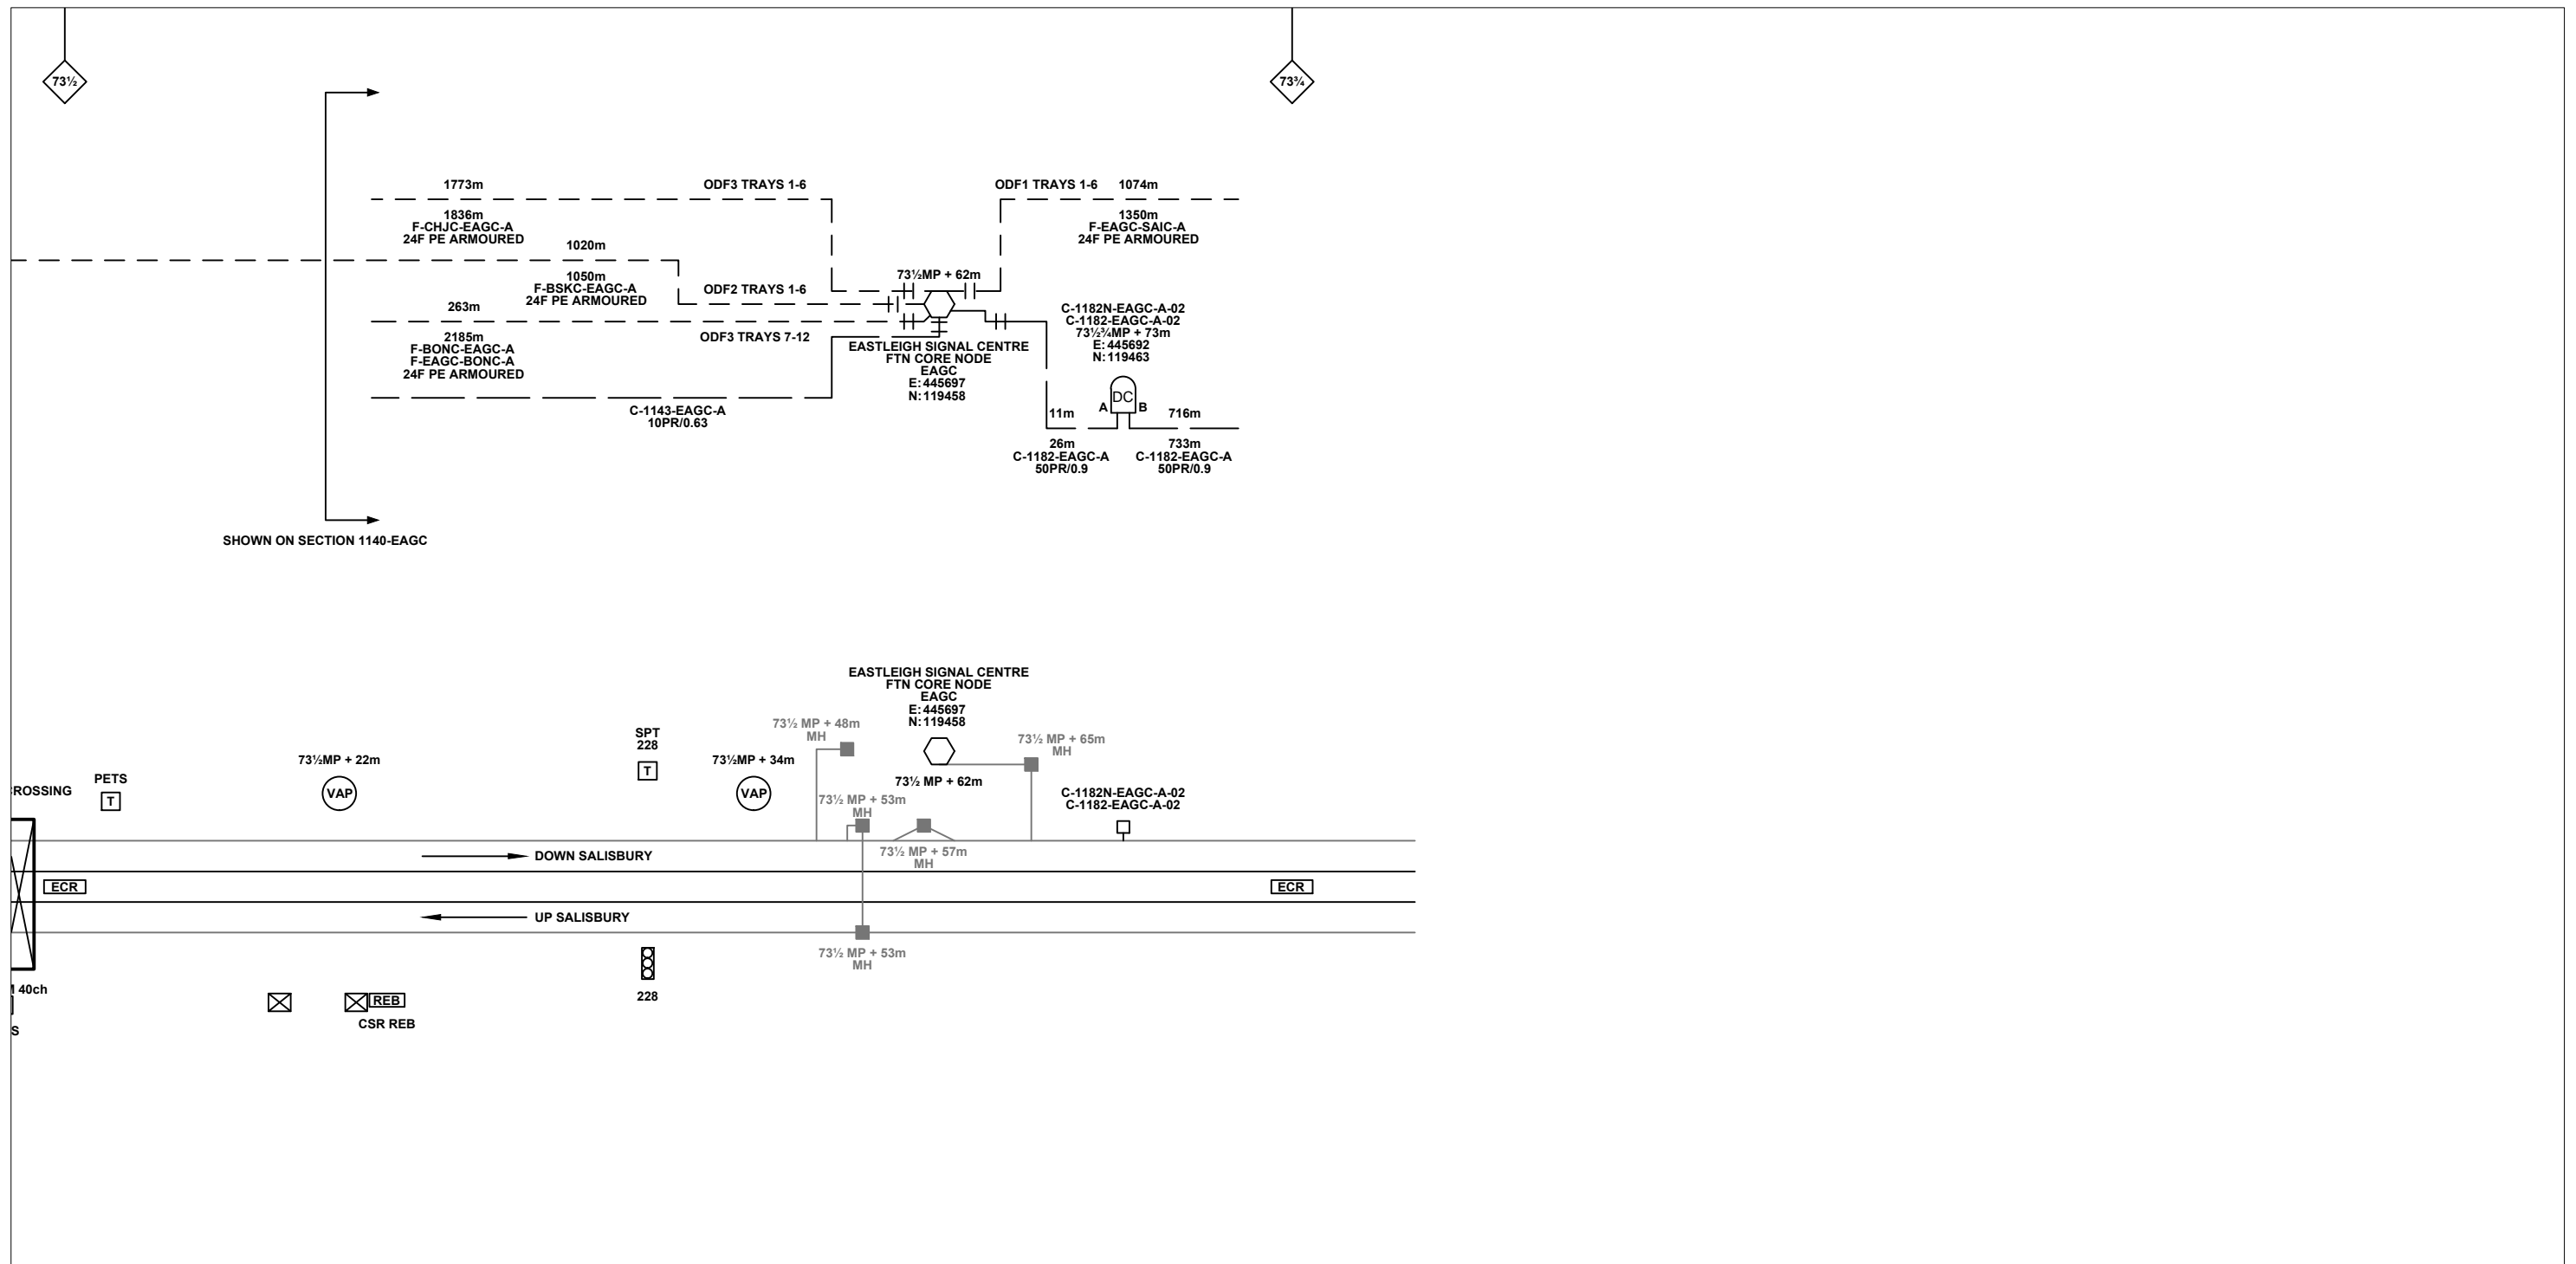 73½
73¾
1773m
ODF3 TRAYS 1-6
ODF1 TRAYS 1-6
1074m
1836m
F-CHJC-EAGC-A
24F PE ARMOURED
1350m
F-EAGC-SAIC-A
24F PE ARMOURED
1020m
1050m
F-BSKC-EAGC-A
24F PE ARMOURED
ODF2 TRAYS 1-6
73½MP + 62m
263m
2185m
F-BONC-EAGC-A
F-EAGC-BONC-A
24F PE ARMOURED
ODF3 TRAYS 7-12
EASTLEIGH SIGNAL CENTRE
FTN CORE NODE
EAGC
E: 445697
N: 119458
C-1182N-EAGC-A-02
C-1182-EAGC-A-02
73½¾MP + 73m
E: 445692
N: 119463
DC
A
B
C-1143-EAGC-A
10PR/0.63
11m
716m
26m
C-1182-EAGC-A
50PR/0.9
733m
C-1182-EAGC-A
50PR/0.9
SHOWN ON SECTION 1140-EAGC
EASTLEIGH SIGNAL CENTRE
FTN CORE NODE
EAGC
E: 445697
N: 119458
73½ MP + 62m
73½ MP + 48m
MH
73½ MP + 65m
MH
SPT
228
T
73½MP + 22m
VAP
73½MP + 34m
VAP
PETS
T
ROSSING
73½ MP + 53m
MH
C-1182N-EAGC-A-02
C-1182-EAGC-A-02
73½ MP + 57m
MH
DOWN SALISBURY
ECR
ECR
UP SALISBURY
73½ MP + 53m
MH
228
40ch
S
REB
CSR REB